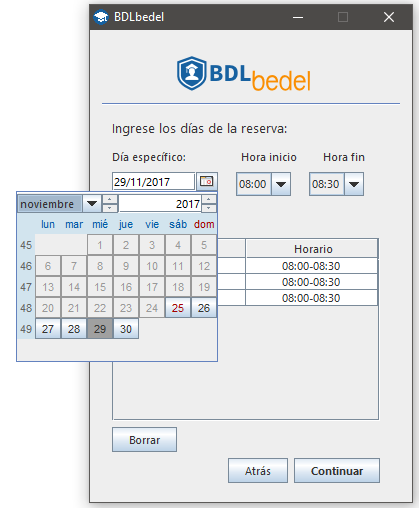 BDLbedel
BDLbedel
Ingrese los días de la reserva:
Día específico: Hora inicio Hora fin
29/11/2017 08:00 08:30
noviembre 2017
lun mar mié jue vie sáb dom
45 1 2 3 4 5
46 6 7 8 9 10 11 12
47 13 14 15 16 17 18 19
48 20 21 22 23 24 25 26
49 27 28 29 30
Horario
08:00-08:30
08:00-08:30
08:00-08:30
Borrar
Atrás Continuar